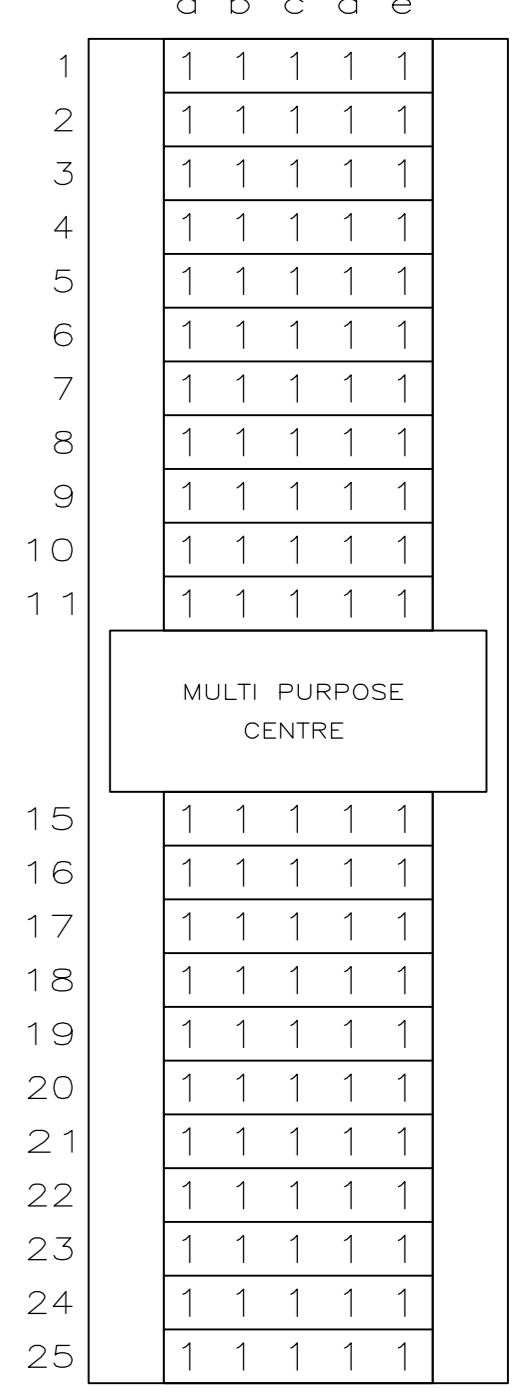 a b c d e
1 1 1 1 1 1
2 1 1 1 1 1
3 1 1 1 1 1
4 1 1 1 1 1
5 1 1 1 1 1
6 1 1 1 1 1
7 1 1 1 1 1
8 1 1 1 1 1
9 1 1 1 1 1
10 1 1 1 1 1
11 1 1 1 1 1
MULTI PURPOSE
CENTRE
15 1 1 1 1 1
16 1 1 1 1 1
17 1 1 1 1 1
18 1 1 1 1 1
19 1 1 1 1 1
20 1 1 1 1 1
21 1 1 1 1 1
22 1 1 1 1 1
23 1 1 1 1 1
24 1 1 1 1 1
25 1 1 1 1 1